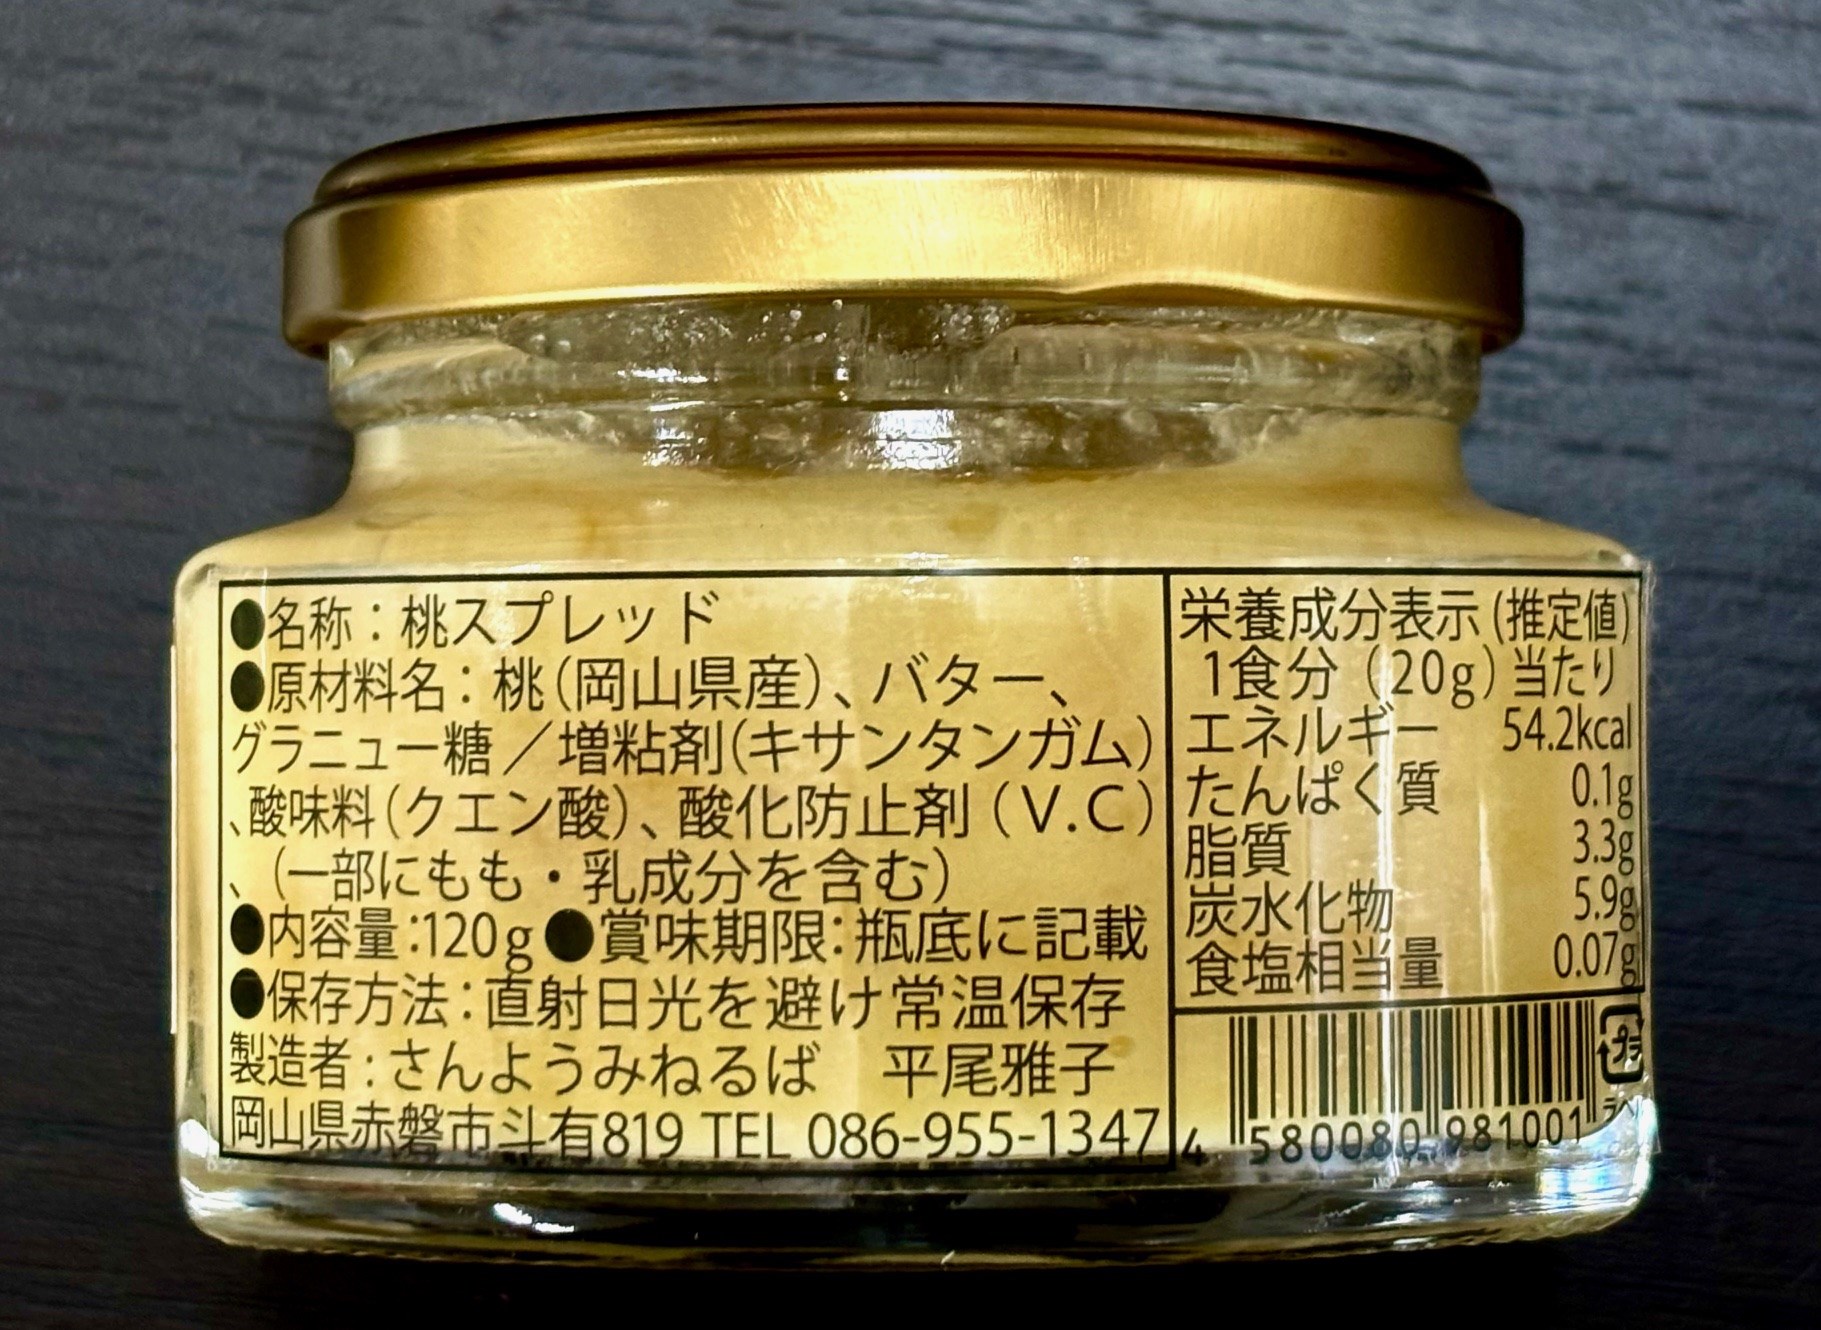 ●名称：桃スプレッド
●原材料名：桃（岡山県産）、バター、
グラニュー糖／増粘剤（キサンタンガム）
、酸味料（クエン酸）、酸化防止剤（V.C）
、（一部にもも・乳成分を含む）
●内容量：120g●賞味期限：瓶底に記載
●保存方法：直射日光を避け常温保存
製造者：さんようみねるば　平尾雅子
岡山県赤磐市斗有819 TEL 086-955-1347
栄養成分表示(推定値)
1食分（20g）当たり
エネルギー 54.2kcal
たんぱく質 0.1g
脂質 3.3g
炭水化物 5.9g
食塩相当量 0.07g
プラ
4 580080 981001